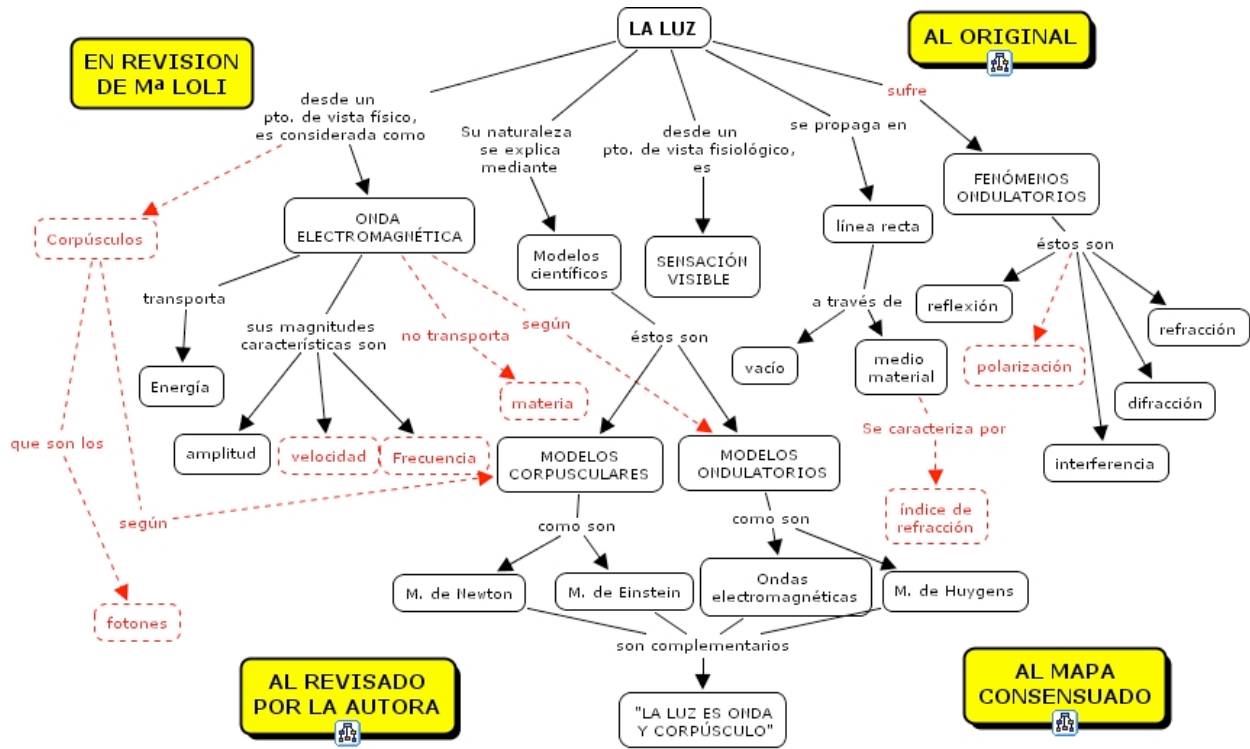 LA LUZ
EN REVISION
DE Mª LOLI
AL ORIGINAL
desde un
pto. de vista físico,
es considerada como
Su naturaleza
se explica
mediante
desde un
pto. de vista fisiológico,
es
se propaga en
sufre
Corpúsculos
ONDA
ELECTROMAGNÉTICA
Modelos
científicos
SENSACIÓN
VISIBLE
línea recta
FENÓMENOS
ONDULATORIOS
éstos son
transporta
sus magnitudes
características son
no transporta
según
éstos son
a través de
reflexión
refracción
Energía
materia
vacío
medio
material
polarización
difracción
que son los
amplitud
velocidad
Frecuencia
MODELOS
CORPUSCULARES
MODELOS
ONDULATORIOS
Se caracteriza por
interferencia
según
como son
como son
índice de
refracción
fotones
M. de Newton
M. de Einstein
Ondas
electromagnéticas
M. de Huygens
son complementarios
AL REVISADO
POR LA AUTORA
"LA LUZ ES ONDA
Y CORPÚSCULO"
AL MAPA
CONSENSUADO